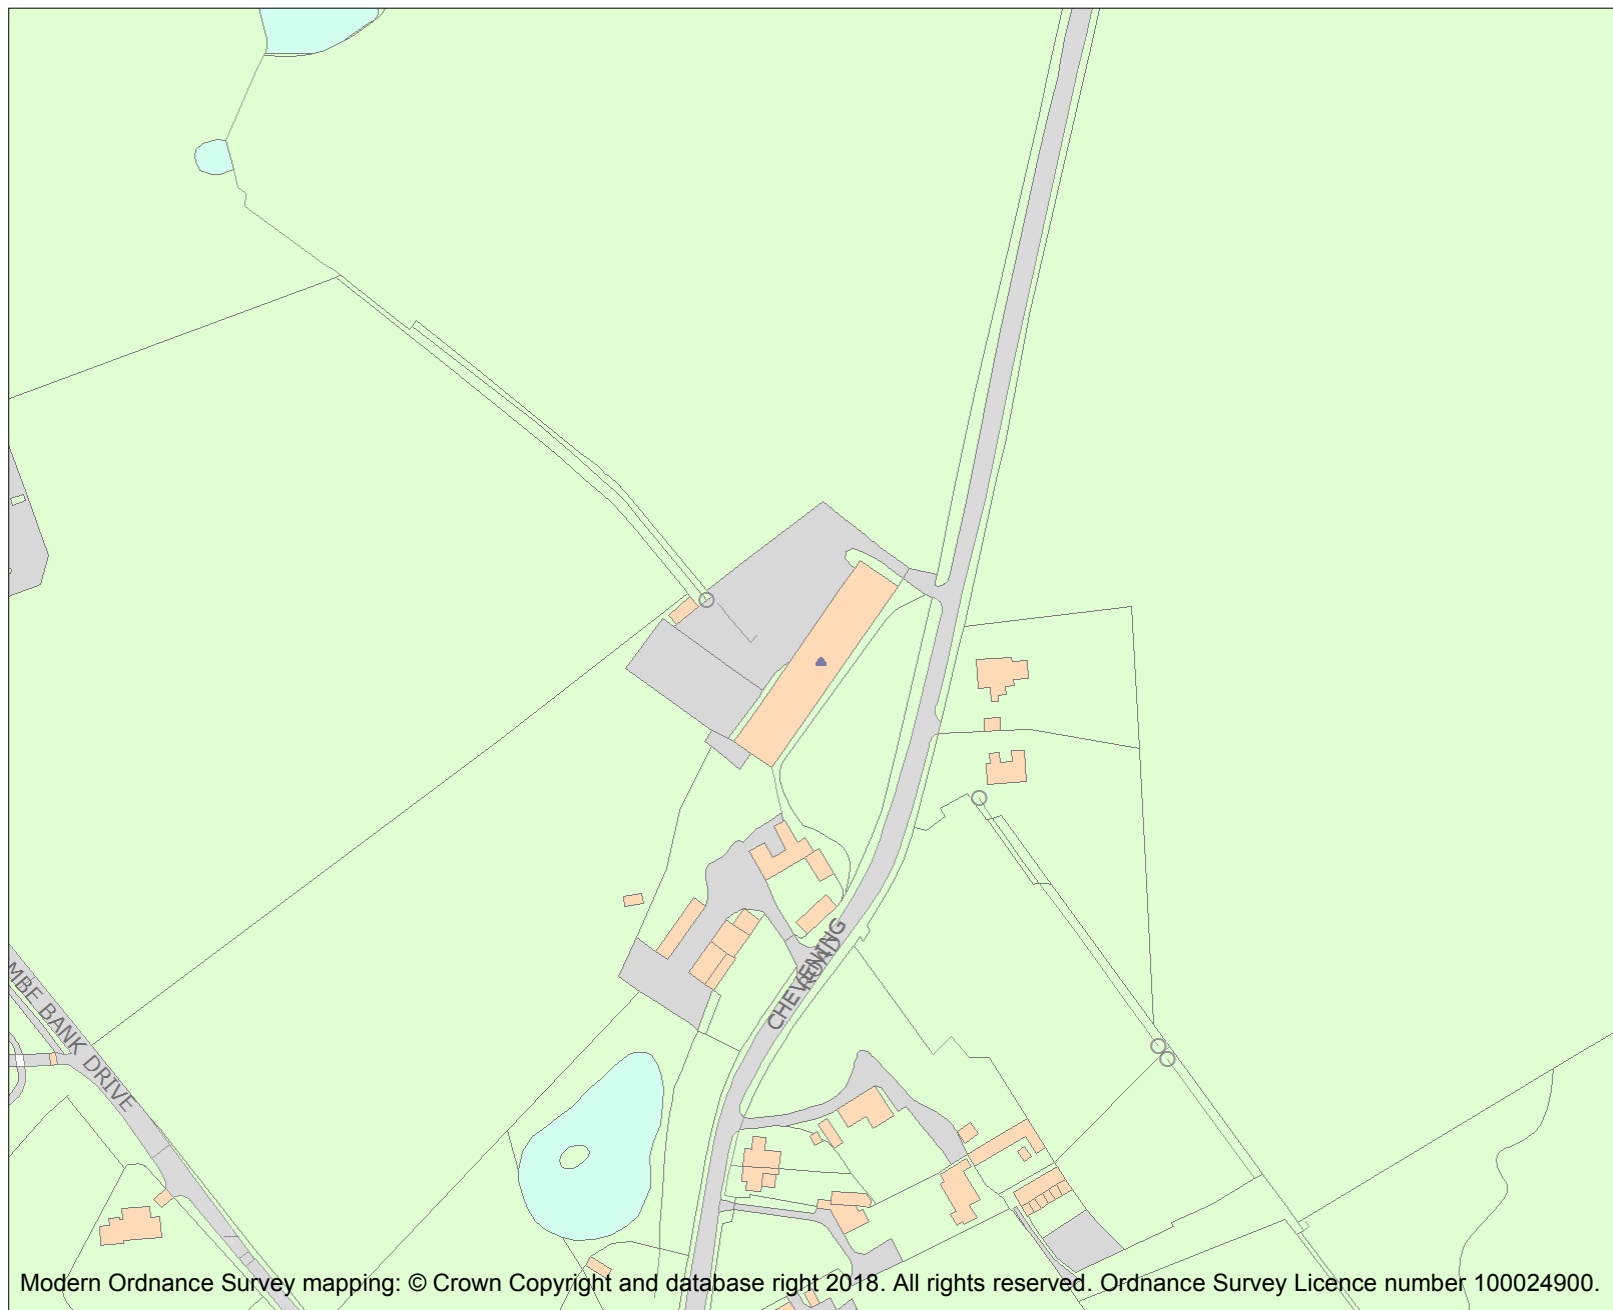 CHEVENING
ROAD
MBE BANK DRIVE
Modern Ordnance Survey mapping: © Crown Copyright and database right 2018. All rights reserved. Ordnance Survey Licence number 100024900.